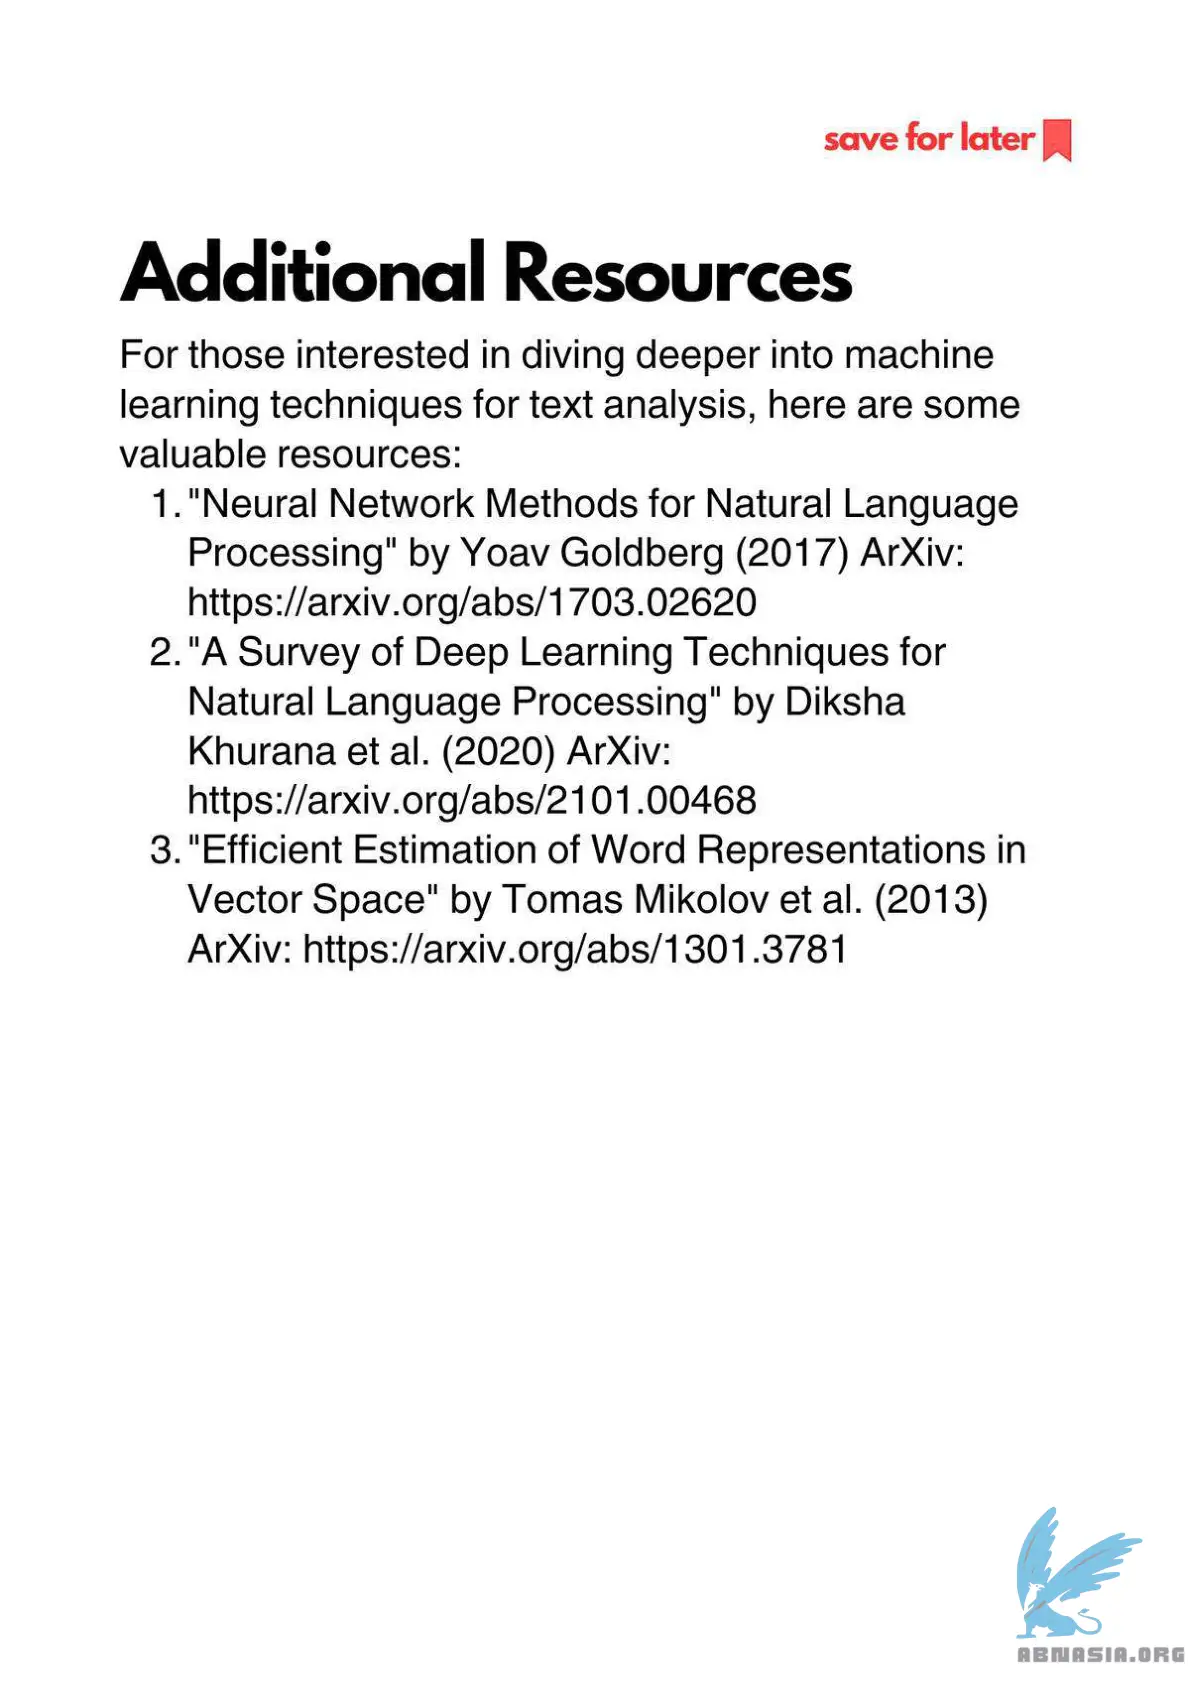 save for later
Additional Resources
For those interested in diving deeper into machine
learning techniques for text analysis, here are some
valuable resources:
1. "Neural Network Methods for Natural Language
Processing" by Yoav Goldberg (2017) ArXiv:
https://arxiv.org/abs/1703.02620
2. "A Survey of Deep Learning Techniques for
Natural Language Processing" by Diksha
Khurana et al. (2020) ArXiv:
https://arxiv.org/abs/2101.00468
3. "Efficient Estimation of Word Representations in
Vector Space" by Tomas Mikolov et al. (2013)
ArXiv: https://arxiv.org/abs/1301.3781
ABNASIA.ORG